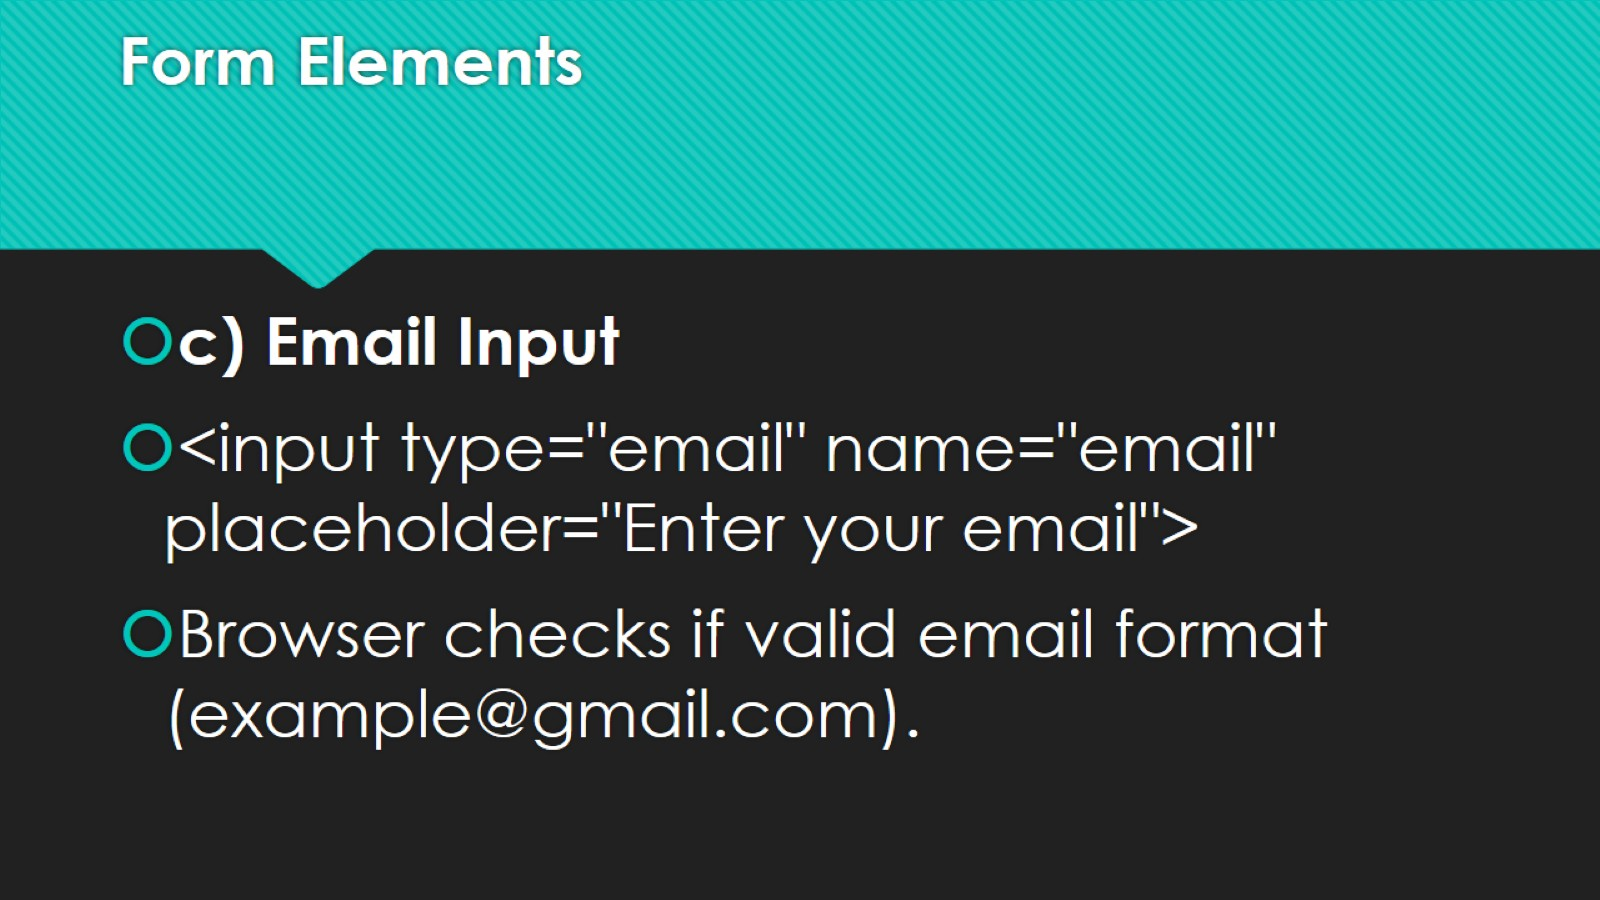 Form Elements
c) Email Input
<input type="email" name="email"
placeholder="Enter your email">
Browser checks if valid email format
(example@gmail.com).